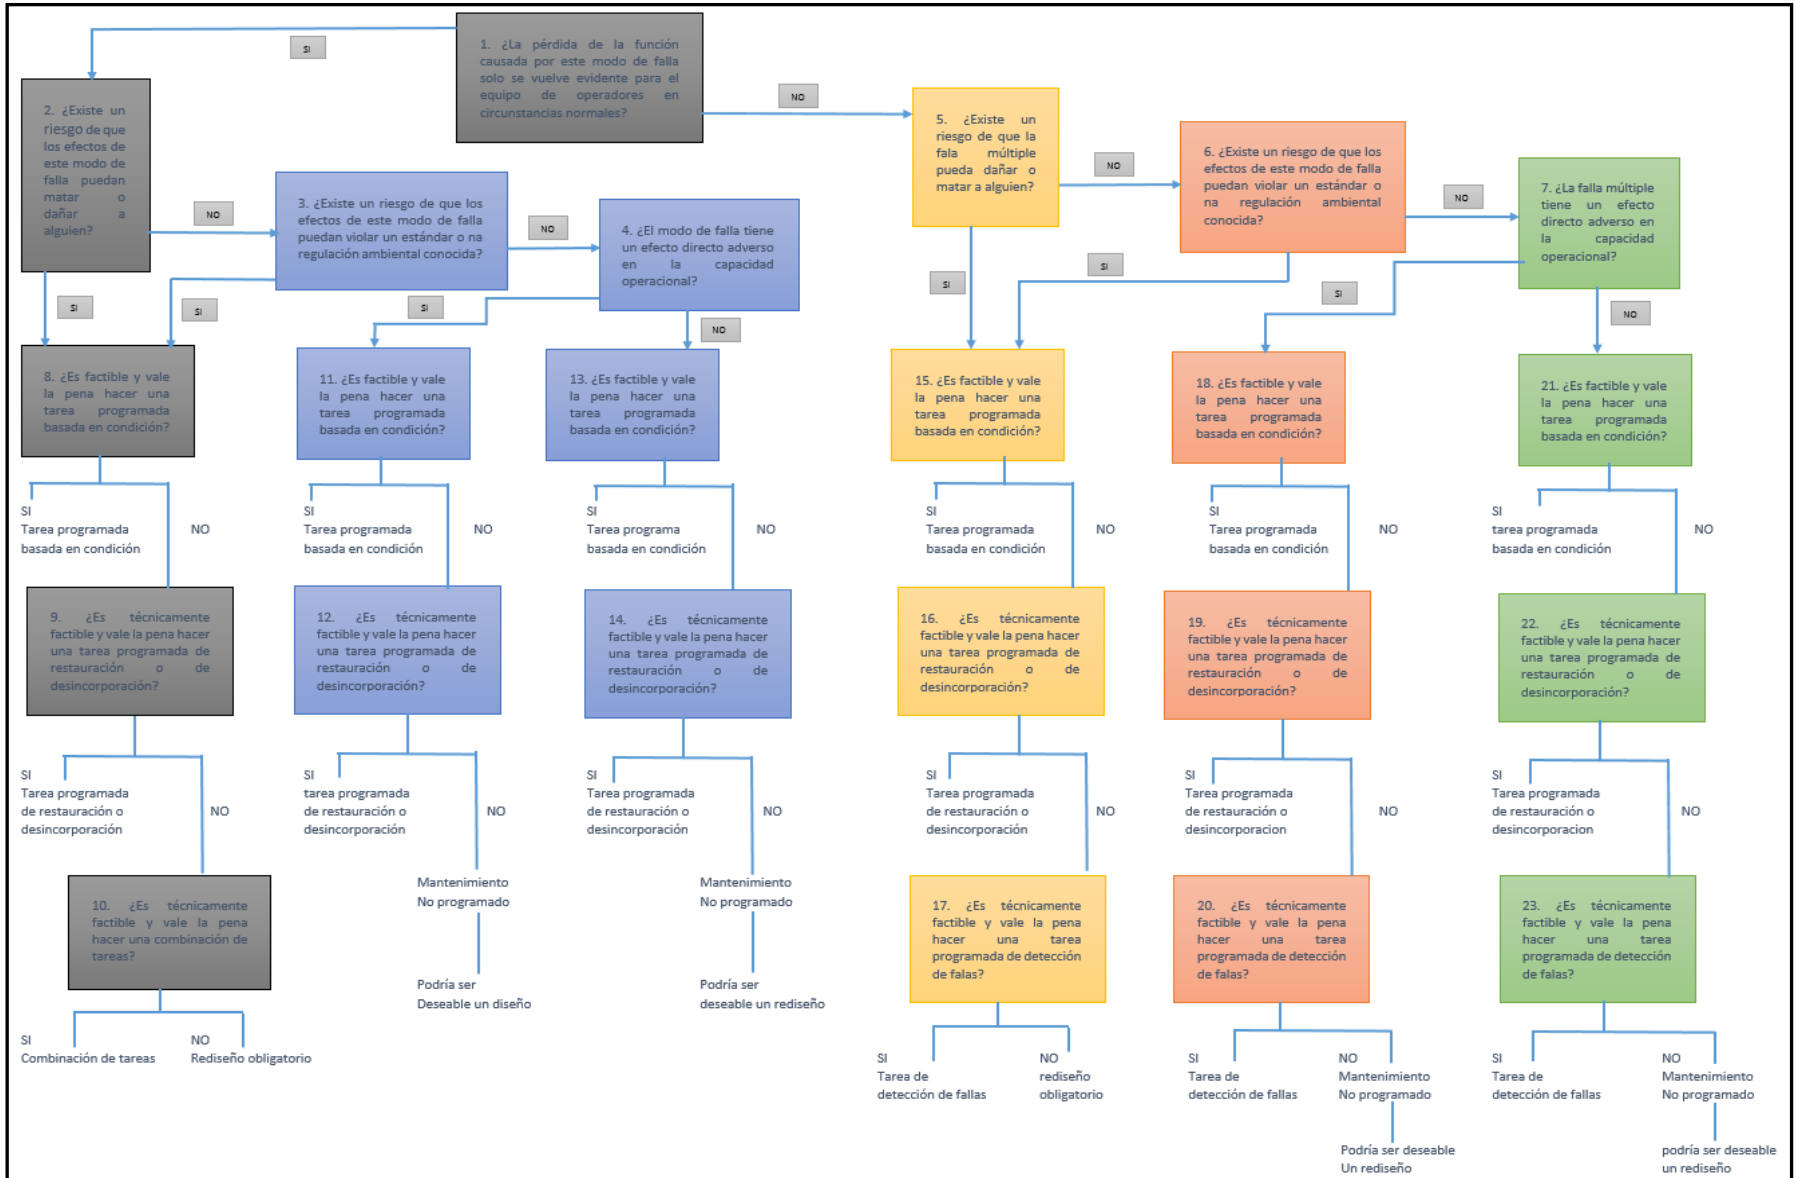 SI
1. ¿La pérdida de la función
causada por este modo de falla
solo se vuelve evidente para el
equipo de operadores en
circunstancias normales?
NO
2. ¿Existe un
riesgo de que
los efectos de
este modo de
falla puedan
matar o
dañar a
alguien?
NO
3. ¿Existe un riesgo de que los
efectos de este modo de falla
puedan violar un estándar o na
regulación ambiental conocida?
NO
4. ¿El modo de falla tiene
un efecto directo adverso
en la capacidad
operacional?
5. ¿Existe un
riesgo de que la
fala múltiple
pueda dañar o
matar a alguien?
NO
6. ¿Existe un riesgo de que los
efectos de este modo de falla
puedan violar un estándar o
na regulación ambiental
conocida?
NO
7. ¿La falla múltiple
tiene un efecto
directo adverso en
la capacidad
operacional?
SI
SI
SI
NO
SI
SI
SI
NO
8. ¿Es factible y vale
la pena hacer una
tarea programada
basada en condición?
11. ¿Es factible y vale
la pena hacer una
tarea programada
basada en condición?
13. ¿Es factible y vale
la pena hacer una
tarea programada
basada en condición?
15. ¿Es factible y vale
la pena hacer una
tarea programada
basada en condición?
18. ¿Es factible y vale
la pena hacer una
tarea programada
basada en condición?
21. ¿Es factible y vale
la pena hacer una
tarea programada
basada en condición?
SI
Tarea programada
basada en condición
NO
SI
Tarea programada
basada en condición
NO
SI
Tarea programa
basada en condición
NO
SI
Tarea programada
basada en condición
NO
SI
Tarea programada
basada en condición
NO
SI
tarea programada
basada en condición
NO
9. ¿Es técnicamente
factible y vale la pena hacer
una tarea programada de
restauración o de
desincorporación?
12. ¿Es técnicamente
factible y vale la pena hacer
una tarea programada de
restauración o de
desincorporación?
14. ¿Es técnicamente
factible y vale la pena hacer
una tarea programada de
restauración o de
desincorporación?
16. ¿Es técnicamente
factible y vale la pena hacer
una tarea programada de
restauración o de
desincorporación?
19. ¿Es técnicamente
factible y vale la pena hacer
una tarea programada de
restauración o de
desincorporación?
22. ¿Es técnicamente
factible y vale la pena hacer
una tarea programada de
restauración o de
desincorporación?
SI
Tarea programada
de restauración o
desincorporación
NO
SI
tarea programada
de restauración o
desincorporación
NO
SI
Tarea programada
de restauración o
desincorporación
NO
SI
Tarea programada
de restauración o
desincorporación
NO
SI
Tarea programada
de restauración o
desincorporacion
NO
SI
Tarea programada
de restauración o
desincorporacion
NO
10. ¿Es técnicamente
factible y vale la pena
hacer una combinación de
tareas?
Mantenimiento
No programado
Podría ser
Deseable un diseño
Mantenimiento
No programado
Podría ser
deseable un rediseño
17. ¿Es técnicamente
factible y vale la pena
hacer una tarea
programada de detección
de falas?
20. ¿Es técnicamente
factible y vale la pena
hacer una tarea
programada de detección
de falas?
23. ¿Es técnicamente
factible y vale la pena
hacer una tarea
programada de detección
de falas?
SI
Combinación de tareas
NO
Rediseño obligatorio
SI
Tarea de
detección de fallas
NO
rediseño
obligatorio
SI
Tarea de
detección de fallas
NO
Mantenimiento
No programado
Podría ser deseable
Un rediseño
SI
Tarea de
detección de fallas
NO
Mantenimiento
No programado
podría ser deseable
un rediseño